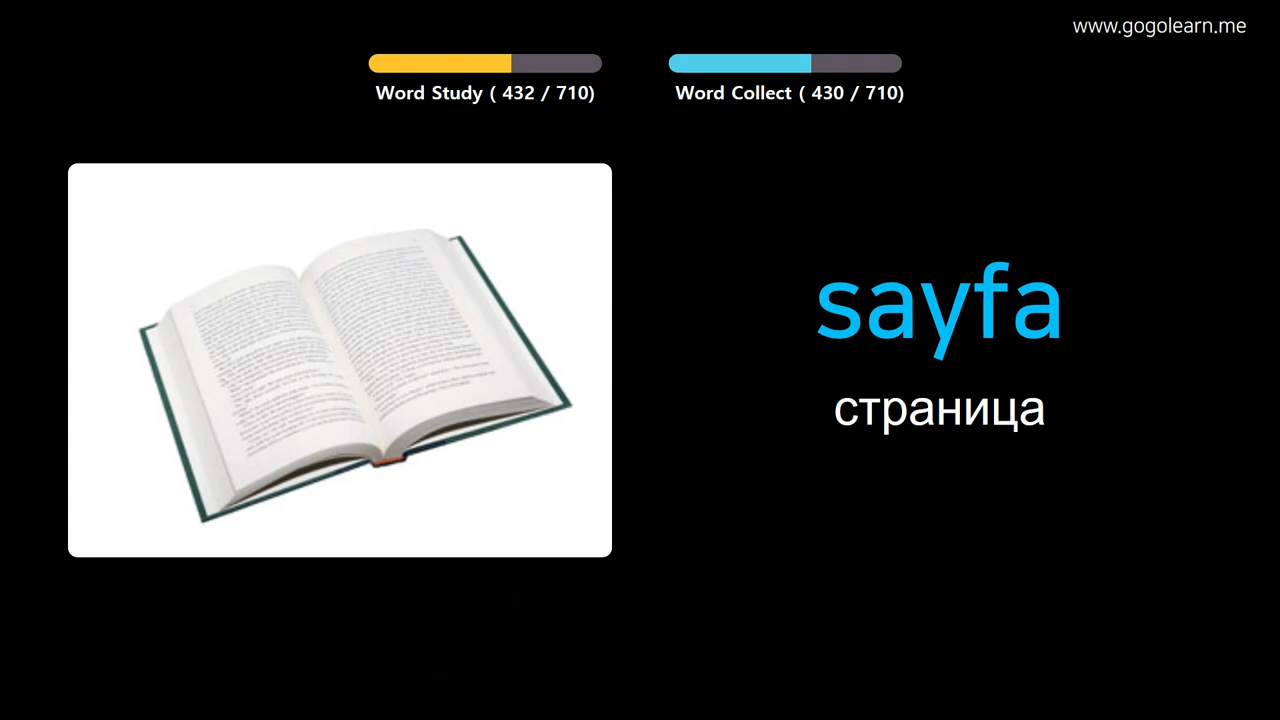 www.gogolearn.me
Word Study ( 432 / 710)
Word Collect ( 430 / 710)
sayfa
страница